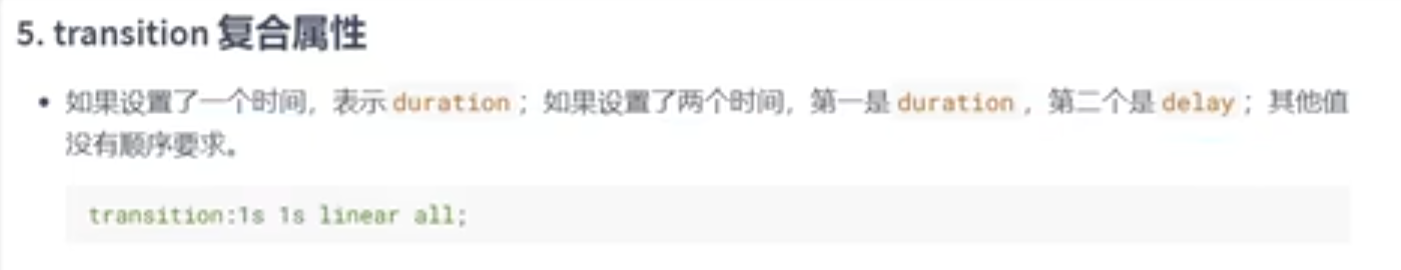 5. transition 复合属性
如果设置了一个时间，表示 duration ；如果设置了两个时间，第一是 duration ，第二个是 delay ；其他值
没有顺序要求。
transition:1s 1s linear all;